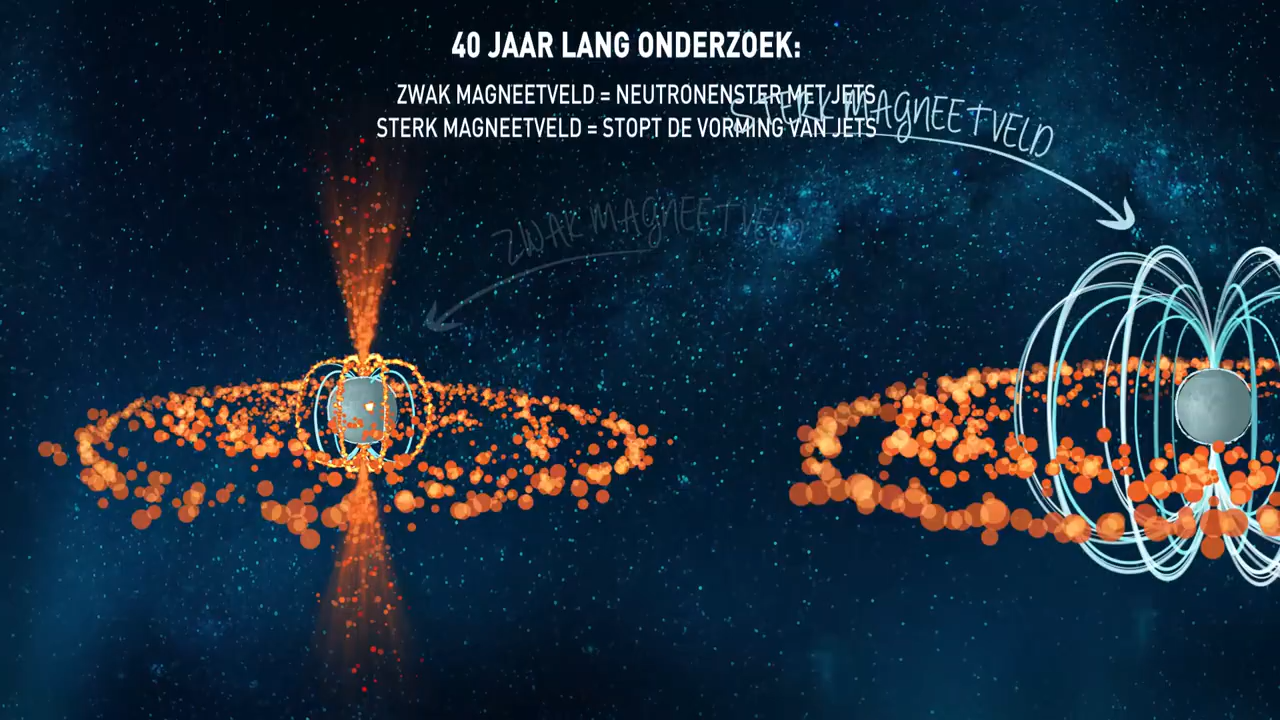 40 JAAR LANG ONDERZOEK:
ZWAK MAGNEETVELD = NEUTRONENSTER MET JETS
STERK MAGNEETVELD = STOPT DE VORMING VAN JETS
STERK MAGNEETVELD
ZWAK MAGNEETVELD